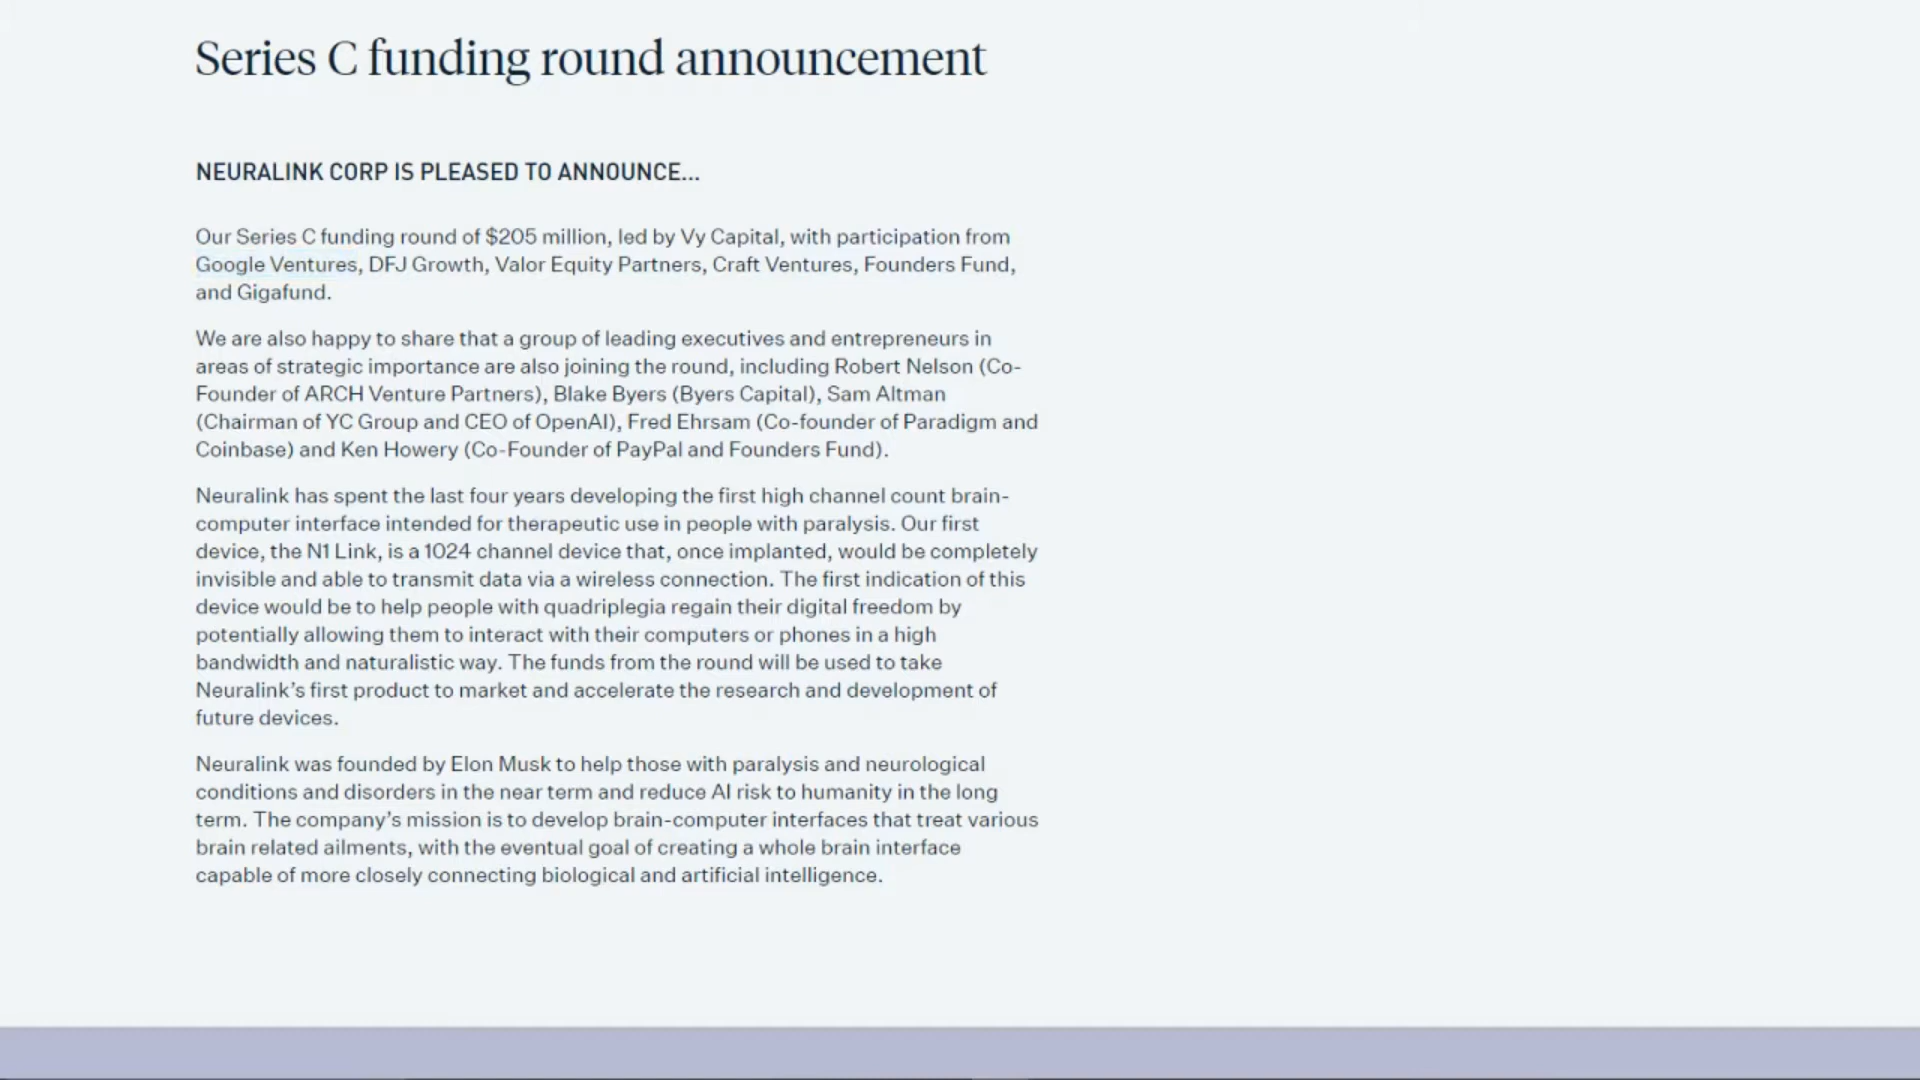 Series C funding round announcement
NEURALINK CORP IS PLEASED TO ANNOUNCE...
Our Series C funding round of $205 million, led by Vy Capital, with participation from
Google Ventures, DFJ Growth, Valor Equity Partners, Craft Ventures, Founders Fund,
and Gigafund.
We are also happy to share that a group of leading executives and entrepreneurs in
areas of strategic importance are also joining the round, including Robert Nelson (Co-
Founder of ARCH Venture Partners), Blake Byers (Byers Capital), Sam Altman
(Chairman of YC Group and CEO of OpenAI), Fred Ehrsam (Co-founder of Paradigm and
Coinbase) and Ken Howery (Co-Founder of PayPal and Founders Fund).
Neuralink has spent the last four years developing the first high channel count brain-
computer interface intended for therapeutic use in people with paralysis. Our first
device, the N1 Link, is a 1024 channel device that, once implanted, would be completely
invisible and able to transmit data via a wireless connection. The first indication of this
device would be to help people with quadriplegia regain their digital freedom by
potentially allowing them to interact with their computers or phones in a high
bandwidth and naturalistic way. The funds from the round will be used to take
Neuralink’s first product to market and accelerate the research and development of
future devices.
Neuralink was founded by Elon Musk to help those with paralysis and neurological
conditions and disorders in the near term and reduce AI risk to humanity in the long
term. The company’s mission is to develop brain-computer interfaces that treat various
brain related ailments, with the eventual goal of creating a whole brain interface
capable of more closely connecting biological and artificial intelligence.